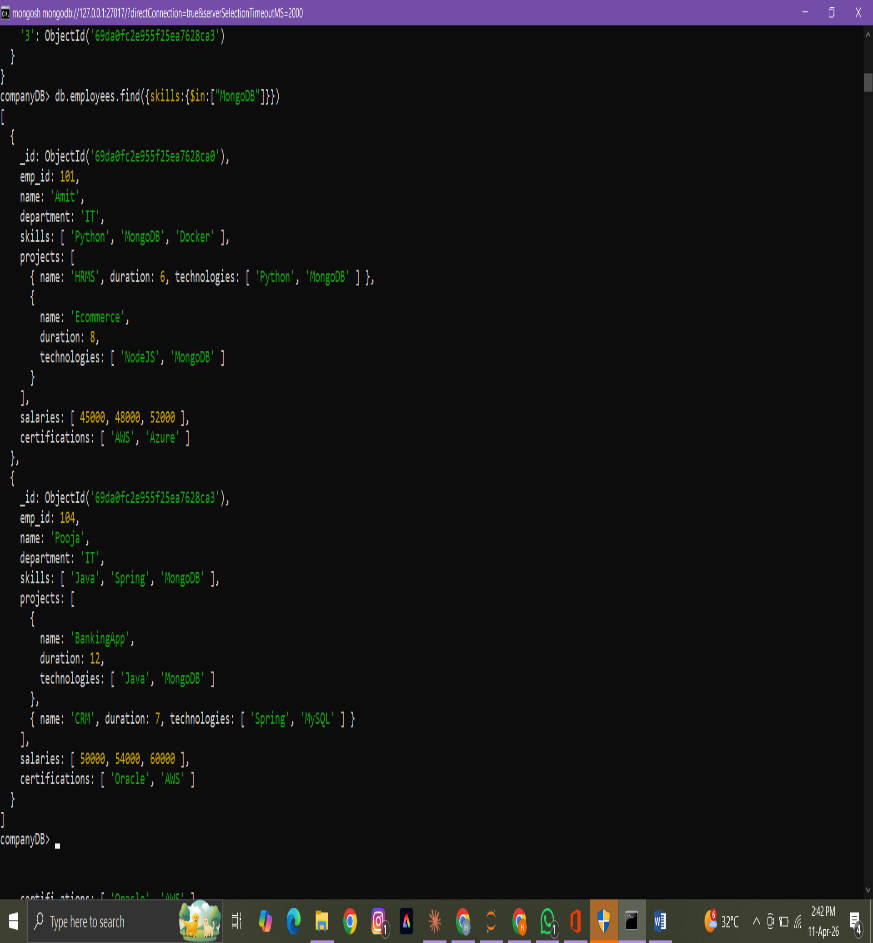 mongosh mongodb://127.0.0.1:27017/?directConnection=true&serverSelectionTimeoutMS=2000
'3': ObjectId('69da0fc2e955f25ea7628ca3')
}
}
companyDB> db.employees.find({skills:{$in:["MongoDB"]}})
[
{
_id: ObjectId('69da0fc2e955f25ea7628ca0'),
emp_id: 101,
name: 'Amit',
department: 'IT',
skills: [ 'Python', 'MongoDB', 'Docker' ],
projects: [
{ name: 'HRMS', duration: 6, technologies: [ 'Python', 'MongoDB' ] },
{
name: 'Ecommerce',
duration: 8,
technologies: [ 'NodeJS', 'MongoDB' ]
}
],
salaries: [ 45000, 48000, 52000 ],
certifications: [ 'AWS', 'Azure' ]
},
{
_id: ObjectId('69da0fc2e955f25ea7628ca3'),
emp_id: 104,
name: 'Pooja',
department: 'IT',
skills: [ 'Java', 'Spring', 'MongoDB' ],
projects: [
{
name: 'BankingApp',
duration: 12,
technologies: [ 'Java', 'MongoDB' ]
},
{ name: 'CRM', duration: 7, technologies: [ 'Spring', 'MySQL' ] }
],
salaries: [ 50000, 54000, 60000 ],
certifications: [ 'Oracle', 'AWS' ]
}
]
companyDB>
Type here to search
32°C
2:42 PM
11-Apr-26
4